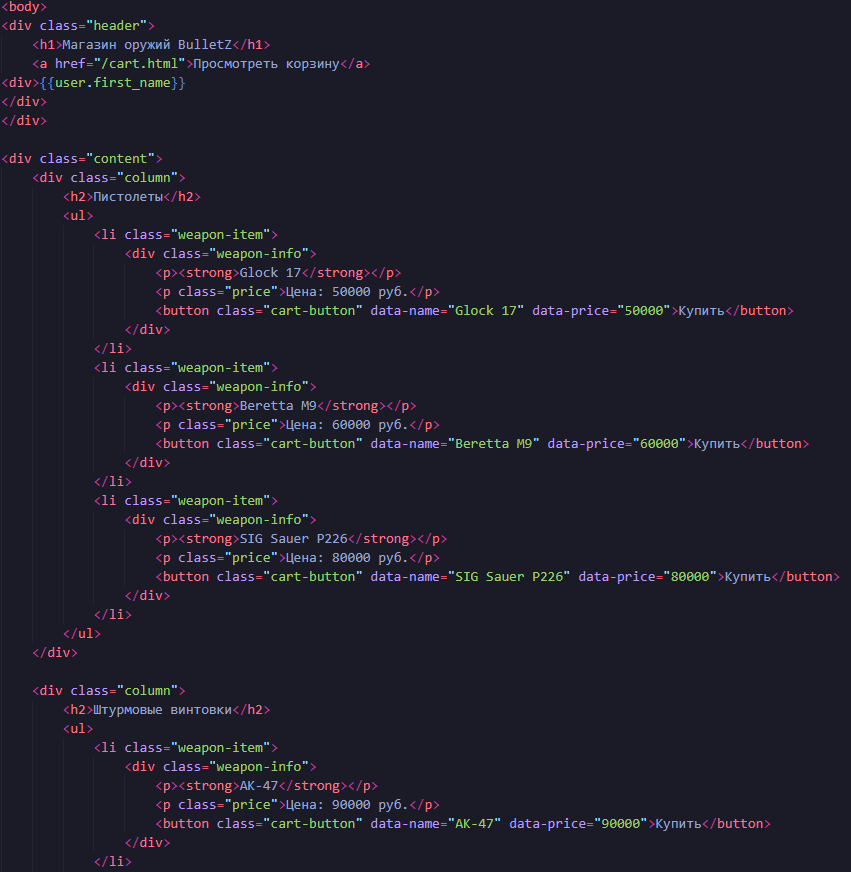 <body>
<div class="header">
    <h1>Магазин оружий BulletZ</h1>
    <a href="/cart.html">Просмотреть корзину</a>
<div>{{user.first_name}}
</div>
</div>

<div class="content">
    <div class="column">
        <h2>Пистолеты</h2>
        <ul>
            <li class="weapon-item">
                <div class="weapon-info">
                    <p><strong>Glock 17</strong></p>
                    <p class="price">Цена: 50000 руб.</p>
                    <button class="cart-button" data-name="Glock 17" data-price="50000">Купить</button>
                </div>
            </li>
            <li class="weapon-item">
                <div class="weapon-info">
                    <p><strong>Beretta M9</strong></p>
                    <p class="price">Цена: 60000 руб.</p>
                    <button class="cart-button" data-name="Beretta M9" data-price="60000">Купить</button>
                </div>
            </li>
            <li class="weapon-item">
                <div class="weapon-info">
                    <p><strong>SIG Sauer P226</strong></p>
                    <p class="price">Цена: 80000 руб.</p>
                    <button class="cart-button" data-name="SIG Sauer P226" data-price="80000">Купить</button>
                </div>
            </li>
        </ul>
    </div>

    <div class="column">
        <h2>Штурмовые винтовки</h2>
        <ul>
            <li class="weapon-item">
                <div class="weapon-info">
                    <p><strong>AK-47</strong></p>
                    <p class="price">Цена: 90000 руб.</p>
                    <button class="cart-button" data-name="AK-47" data-price="90000">Купить</button>
                </div>
            </li>